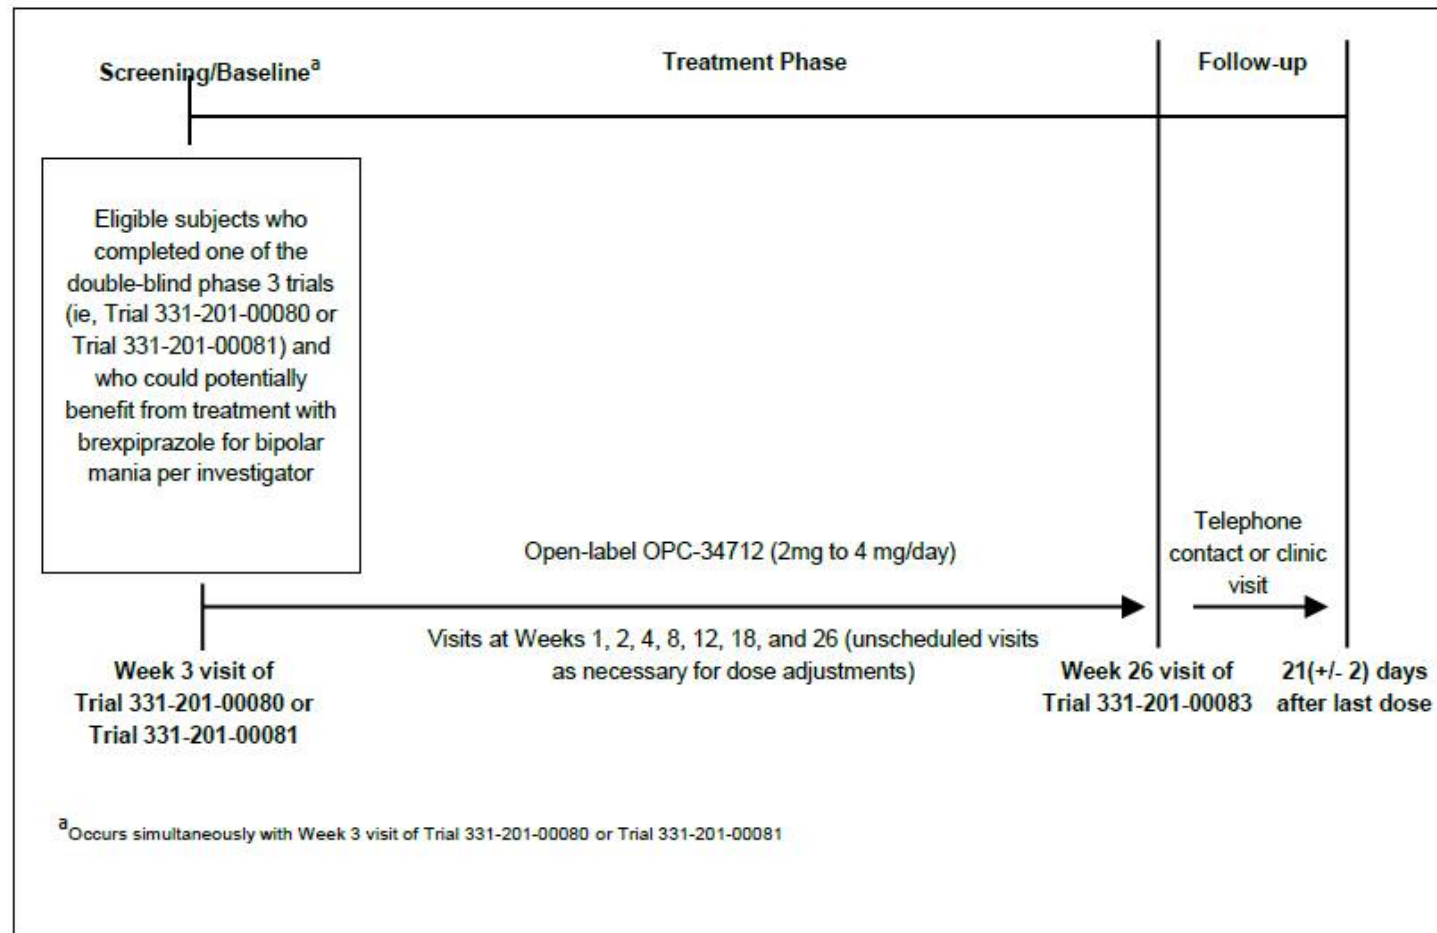 Screening/Baselineᵃ
Treatment Phase
Follow-up
Eligible subjects who
completed one of the
double-blind phase 3 trials
(ie, Trial 331-201-00080 or
Trial 331-201-00081) and
who could potentially
benefit from treatment with
brexpiprazole for bipolar
mania per investigator
Open-label OPC-34712 (2mg to 4 mg/day)
Telephone
contact or clinic
visit
Visits at Weeks 1, 2, 4, 8, 12, 18, and 26 (unscheduled visits
as necessary for dose adjustments)
Week 3 visit of
Trial 331-201-00080 or
Trial 331-201-00081
Week 26 visit of
Trial 331-201-00083
21(+/- 2) days
after last dose
ᵃOccurs simultaneously with Week 3 visit of Trial 331-201-00080 or Trial 331-201-00081